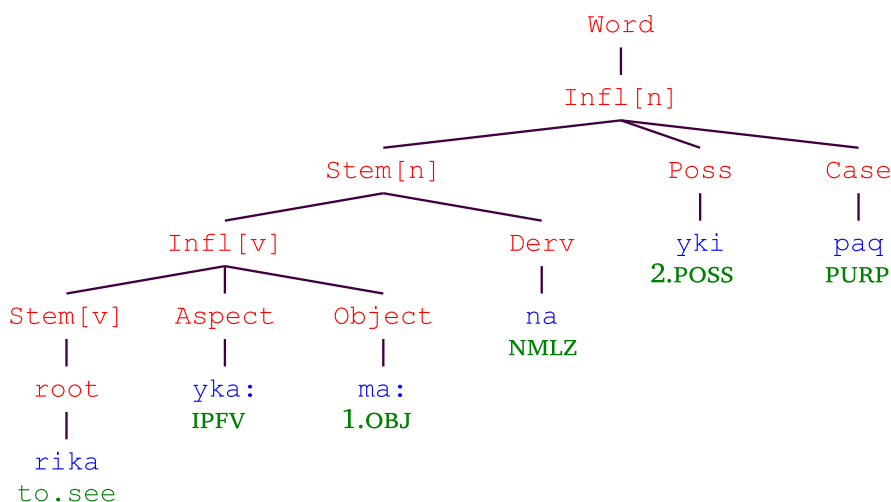 Word
Infl[n]
Stem[n] Poss Case
Infl[v] Derv yki paq
2.POSS PURP
Stem[v] Aspect Object na
NMLZ
root yka: ma:
IPFV 1.OBJ
rika
to.see